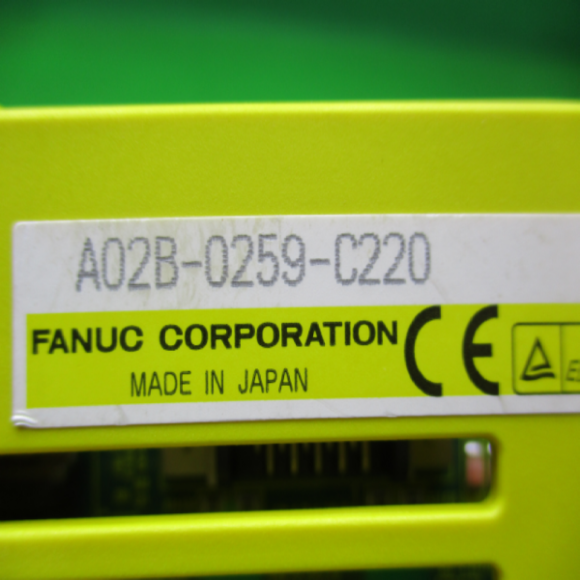 A02B-0259-C220
FANUC CORPORATION CE
MADE IN JAPAN